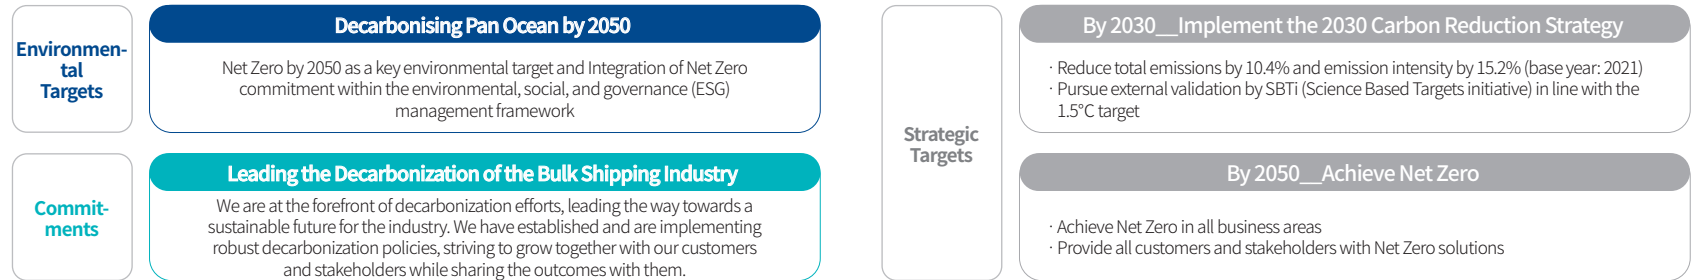 Environmen-
tal
Targets
Decarbonising Pan Ocean by 2050
Net Zero by 2050 as a key environmental target and Integration of Net Zero
commitment within the environmental, social, and governance (ESG)
management framework
Commit-
ments
Leading the Decarbonization of the Bulk Shipping Industry
We are at the forefront of decarbonization efforts, leading the way towards a
sustainable future for the industry. We have established and are implementing
robust decarbonization policies, striving to grow together with our customers
and stakeholders while sharing the outcomes with them.
Strategic
Targets
By 2030__Implement the 2030 Carbon Reduction Strategy
· Reduce total emissions by 10.4% and emission intensity by 15.2% (base year: 2021)
· Pursue external validation by SBTi (Science Based Targets initiative) in line with the
1.5°C target
By 2050__Achieve Net Zero
· Achieve Net Zero in all business areas
· Provide all customers and stakeholders with Net Zero solutions